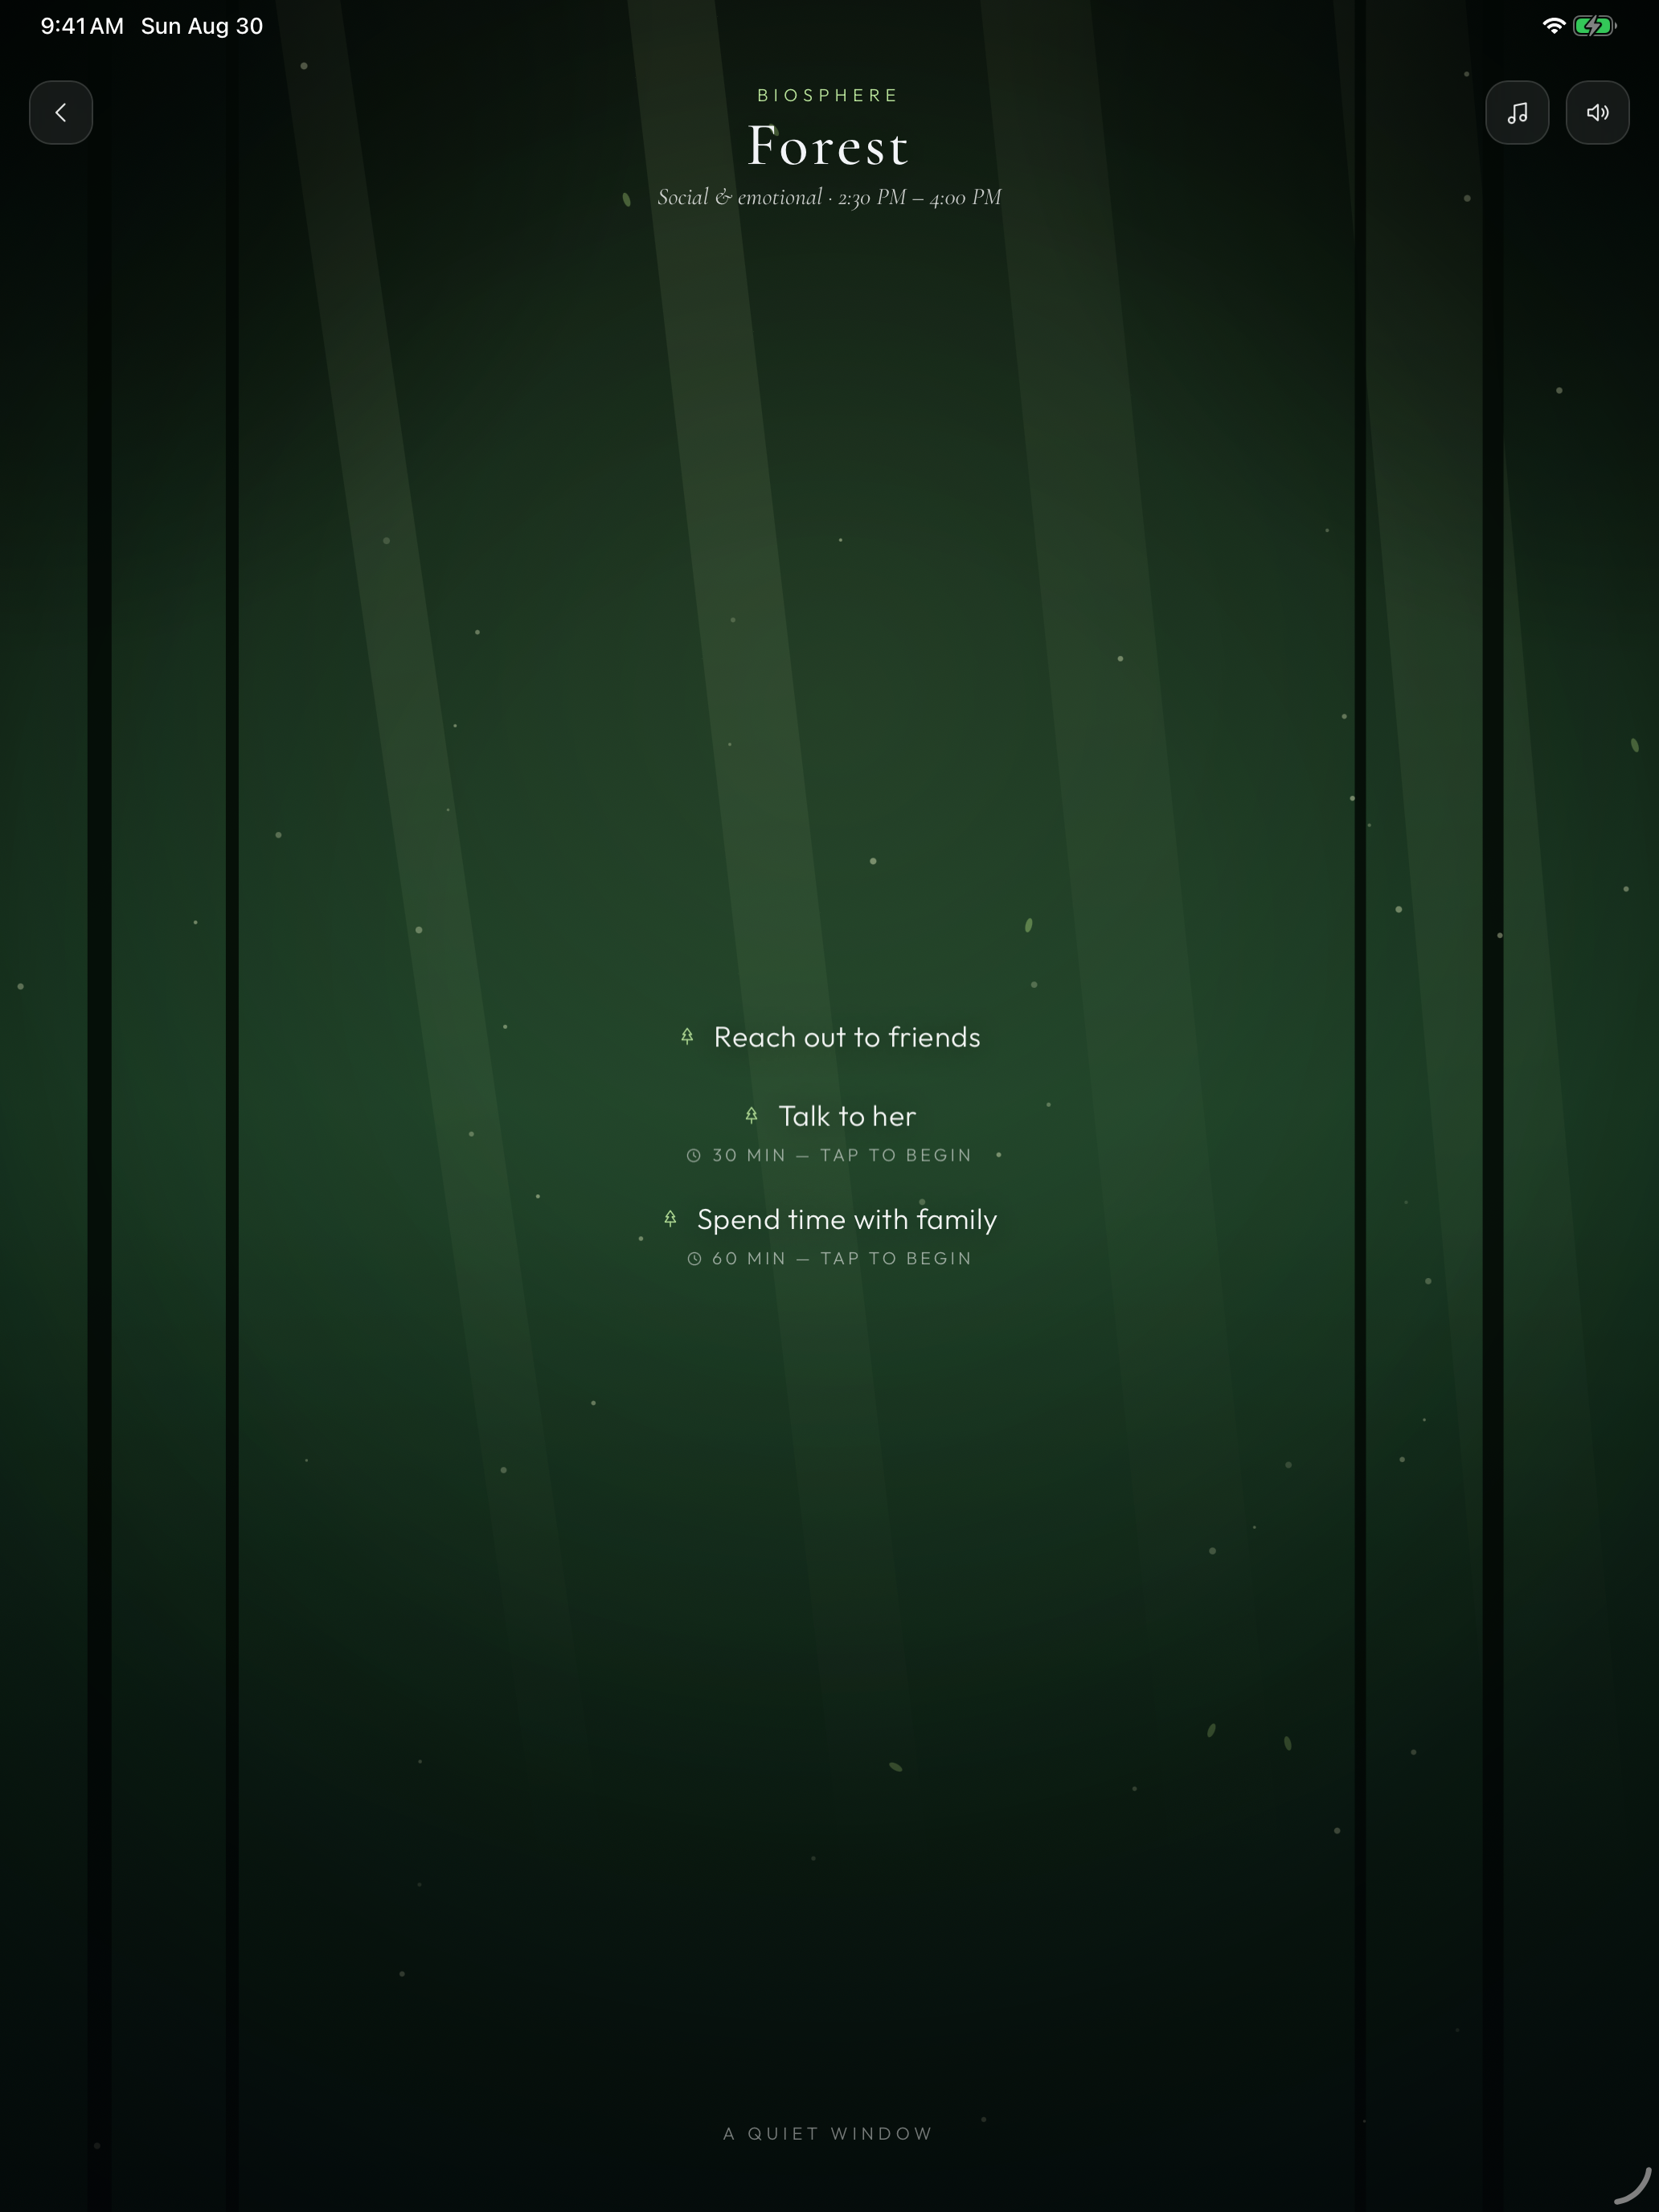 9:41 AM Sun Aug 30
BIOSPHERE
Forest
Social & emotional · 2:30 PM – 4:00 PM
Reach out to friends
Talk to her
30 MIN — TAP TO BEGIN
Spend time with family
60 MIN — TAP TO BEGIN
A QUIET WINDOW